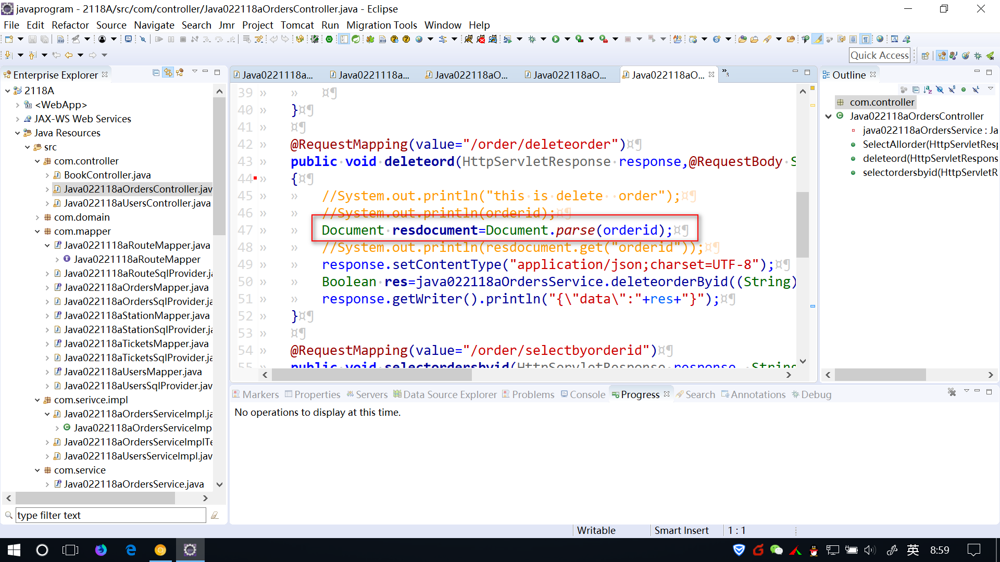 javaprogram - 2118A/src/com/controller/Java022118aOrdersController.java - Eclipse
File Edit Refactor Source Navigate Search Jmr Project Tomcat Run Migration Tools Window Help
Quick Access
Enterprise Explorer
2118A
<WebApp>
JAX-WS Web Services
Java Resources
src
com.controller
BookController.java
Java022118aOrdersController.jav
Java022118aUsersController.java
com.domain
com.mapper
Java0221118aRouteMapper.java
Java0221118aRouteMapper
Java0221118aRouteSqlProvider.ja
Java022118aOrdersMapper.java
Java022118aOrdersSqlProvider.ja
Java022118aStationMapper.java
Java022118aStationSqlProvider.ja
Java022118aTicketsMapper.java
Java022118aTicketsSqlProvider.ja
Java022118aUsersMapper.java
Java022118aUsersSqlProvider.jav
com.serivce.impl
Java022118aOrdersServiceImpl.ja
Java022118aOrdersServiceImp
Java022118aOrdersServiceImplTe
Java022118aUsersServiceImpl.jav
com.service
Java022118aOrdersService.java
type filter text
Java0221118a... Java0221118a... Java022118aO... Java022118aO... Java022118aO... »3
39 » » ¤¶
40 » }¤¶
41 » ¤¶
42 » @RequestMapping(value="/order/deleteorder")¤¶
43 » public·void·deleteord(HttpServletResponse·response,@RequestBody·S
44 » {¤¶
45 » » //System.out.println("this·is·delete··order");¤¶
46 » » //System.out.println(orderid);¤¶
47 » » Document·resdocument=Document.parse(orderid);¤¶
48 » » //System.out.println(resdocument.get("orderid"));¤¶
49 » » response.setContentType("application/json;charset=UTF-8");¤¶
50 » » Boolean·res=java022118aOrdersService.deleteorderByid((String)
51 » » response.getWriter().println("{\"data\":"+res+"}");¤¶
52 » }¤¶
53 » ¤¶
54 » @RequestMapping(value="/order/selectbyorderid")¤¶
55 » public·void·selectordersbyid(HttpServletResponse·response,·String
Outline
com.controller
Java022118aOrdersController
java022118aOrdersService : Ja
SelectAllorder(HttpServletResp
deleteord(HttpServletRespons
selectordersbyid(HttpServletR
Markers Properties Servers Data Source Explorer Problems Console Progress Search Annotations Debug
No operations to display at this time.
Writable Smart Insert 1 : 1
英 8:59